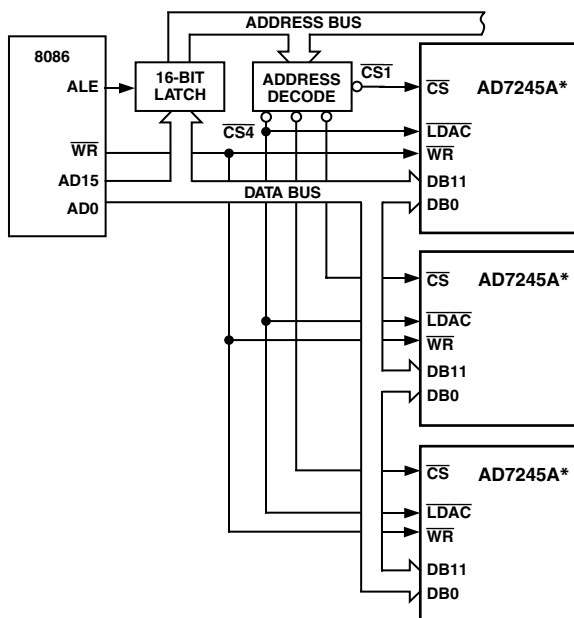 ADDRESS BUS
8086
ALE
16-BIT
LATCH
ADDRESS
DECODE
CS1
CS
AD7245A*
CS4
LDAC
WR
WR
AD15
DB11
AD0
DATA BUS
DB0
CS
AD7245A*
LDAC
WR
DB11
DB0
CS
AD7245A*
LDAC
WR
DB11
DB0